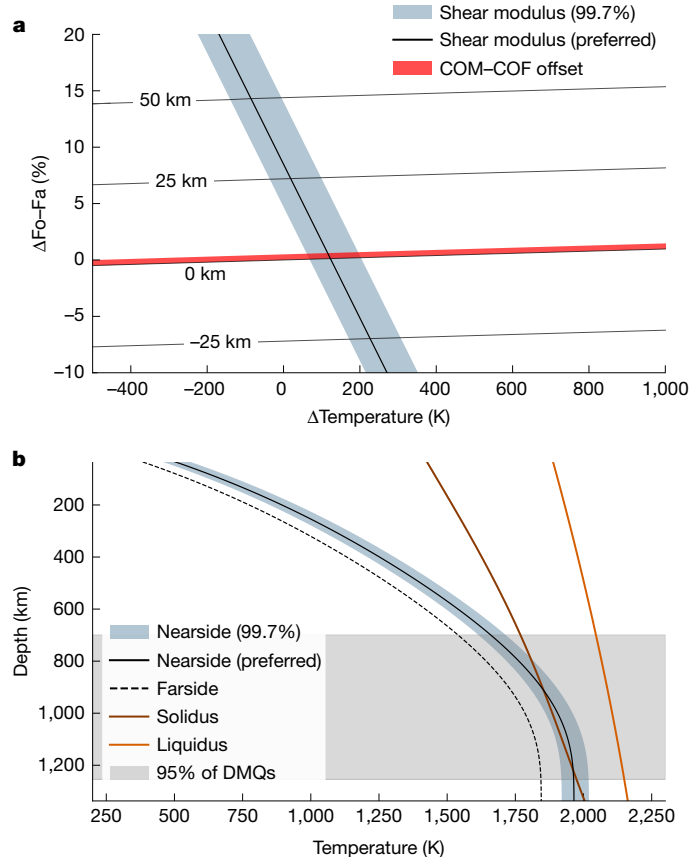 a
Shear modulus (99.7%)
Shear modulus (preferred)
COM–COF offset
20
15
10
5
0
−5
−10
ΔFo–Fa (%)
50 km
25 km
0 km
−25 km
−400
−200
0
200
400
600
800
1,000
ΔTemperature (K)
b
200
400
600
800
1,000
1,200
Depth (km)
Nearside (99.7%)
Nearside (preferred)
Farside
Solidus
Liquidus
95% of DMQs
250
500
750
1,000
1,250
1,500
1,750
2,000
2,250
Temperature (K)